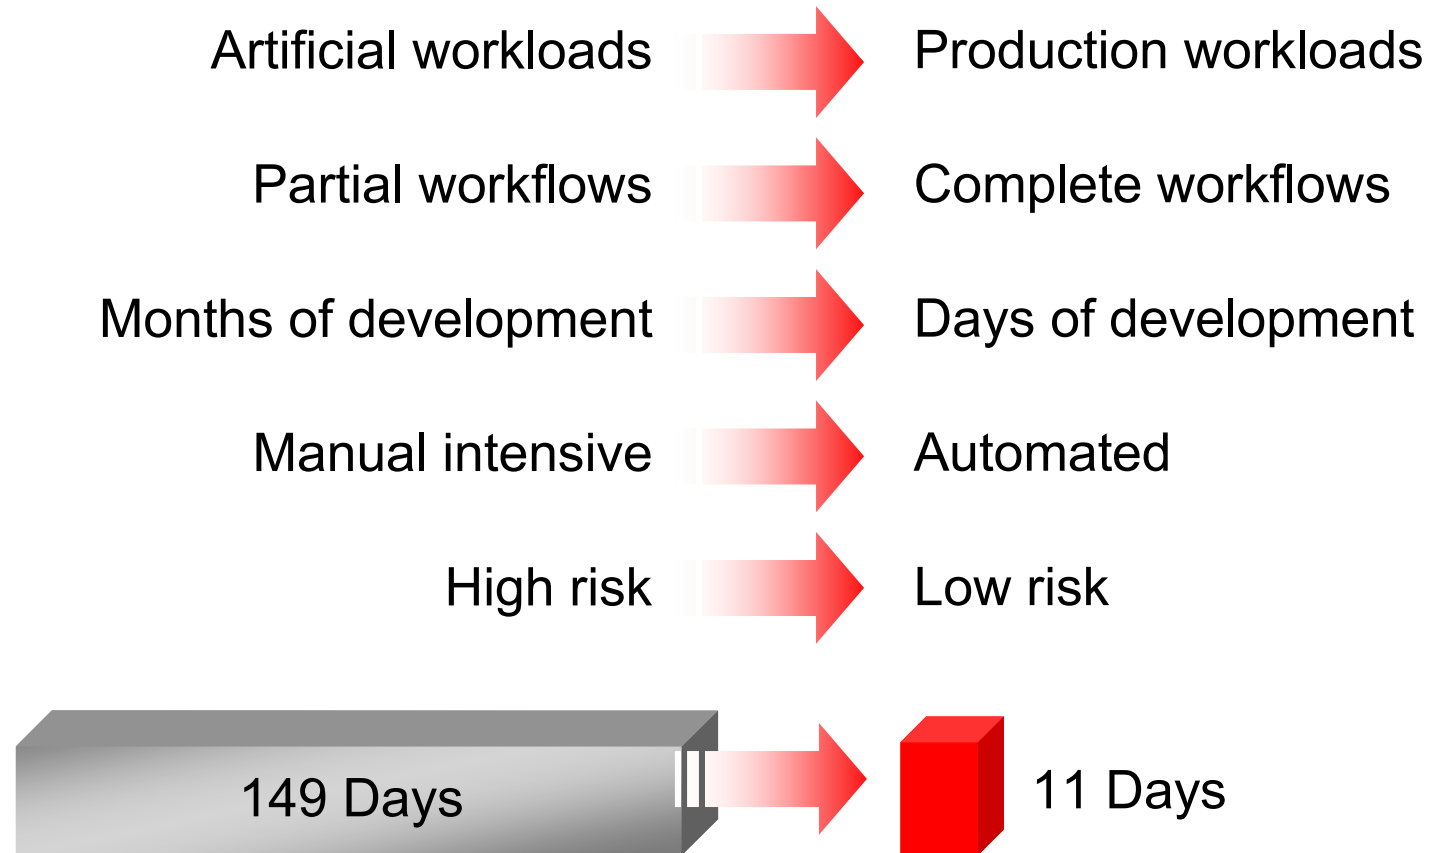 Artificial workloads Production workloads
Partial workflows Complete workflows
Months of development Days of development
Manual intensive Automated
High risk Low risk
149 Days 11 Days